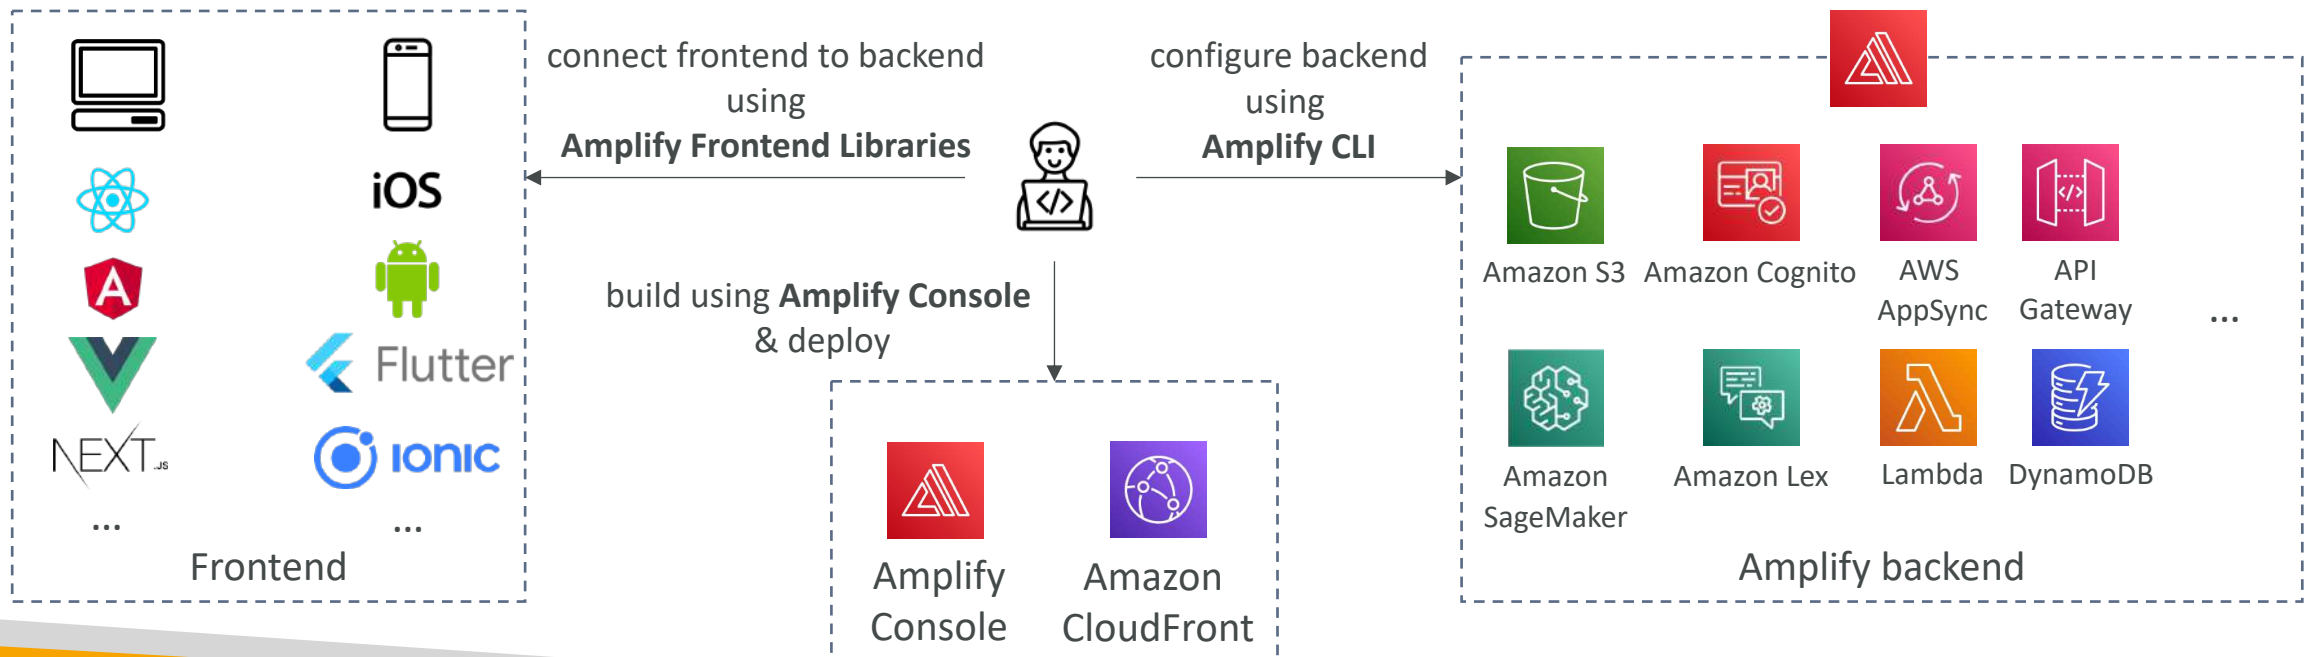 connect frontend to backend
using
Amplify Frontend Libraries
configure backend
using
Amplify CLI
build using Amplify Console
& deploy
iOS
Flutter
NEXT.JS
ionic
...
...
Frontend
</>
Amplify
Console
Amazon
CloudFront
Amazon S3
Amazon Cognito
AWS
AppSync
</>
API
Gateway
...
Amazon
SageMaker
Amazon Lex
Lambda
DynamoDB
Amplify backend